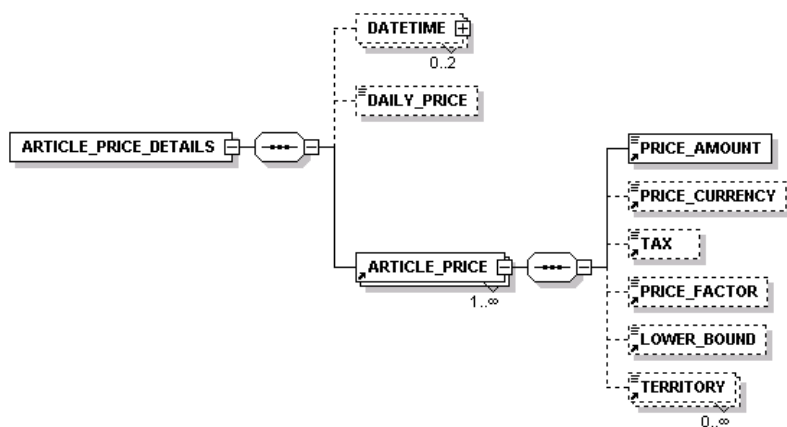 DATETIME
0..2
DAILY_PRICE
ARTICLE_PRICE_DETAILS
PRICE_AMOUNT
PRICE_CURRENCY
TAX
ARTICLE_PRICE
1..∞
PRICE_FACTOR
LOWER_BOUND
TERRITORY
0..∞